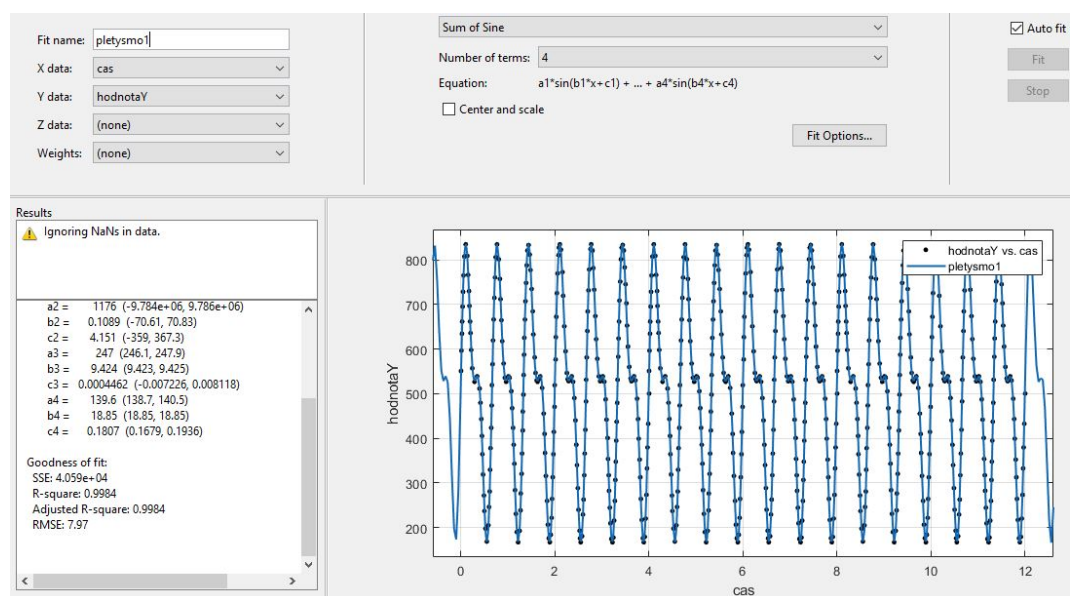 Fit name: pletysmo1
X data: cas
Y data: hodnotaY
Z data: (none)
Weights: (none)
Sum of Sine
Number of terms: 4
Equation: a1*sin(b1*x+c1) + ... + a4*sin(b4*x+c4)
Center and scale
Fit Options...
Auto fit
Fit
Stop
Results
Ignoring NaNs in data.
a2 = 1176 (-9.784e+06, 9.786e+06)
b2 = 0.1089 (-70.61, 70.83)
c2 = 4.151 (-359, 367.3)
a3 = 247 (246.1, 247.9)
b3 = 9.424 (9.423, 9.425)
c3 = 0.0004462 (-0.007226, 0.008118)
a4 = 139.6 (138.7, 140.5)
b4 = 18.85 (18.85, 18.85)
c4 = 0.1807 (0.1679, 0.1936)
Goodness of fit:
SSE: 4.059e+04
R-square: 0.9984
Adjusted R-square: 0.9984
RMSE: 7.97
hodnotaY vs. cas
pletysmo1
800
700
600
500
400
300
200
hodnotaY
0 2 4 6 8 10 12
cas